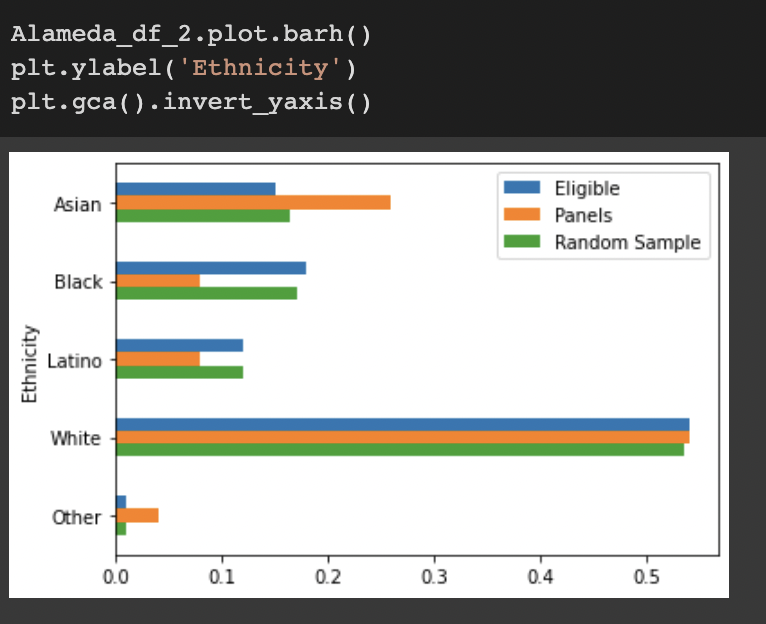 Alameda_df_2.plot.barh()
plt.ylabel('Ethnicity')
plt.gca().invert_yaxis()
Eligible
Panels
Random Sample
Ethnicity
Asian
Black
Latino
White
Other
0.0 0.1 0.2 0.3 0.4 0.5